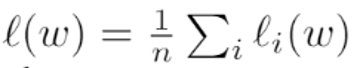 ℓ(w) = 1/n ∑_i ℓ_i(w)